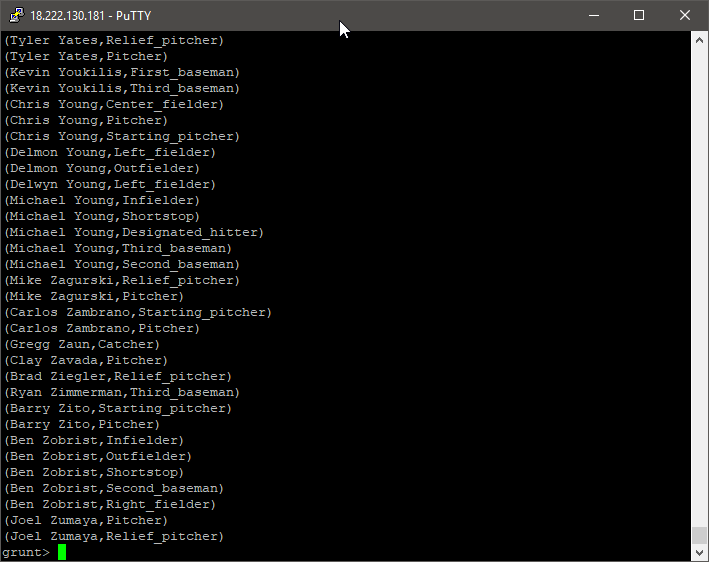 18.222.130.181 - PuTTY
(Tyler Yates,Relief_pitcher)
(Tyler Yates,Pitcher)
(Kevin Youkilis,First_baseman)
(Kevin Youkilis,Third_baseman)
(Chris Young,Center_fielder)
(Chris Young,Pitcher)
(Chris Young,Starting_pitcher)
(Delmon Young,Left_fielder)
(Delmon Young,Outfielder)
(Delwyn Young,Left_fielder)
(Michael Young,Infielder)
(Michael Young,Shortstop)
(Michael Young,Designated_hitter)
(Michael Young,Third_baseman)
(Michael Young,Second_baseman)
(Mike Zagurski,Relief_pitcher)
(Mike Zagurski,Pitcher)
(Carlos Zambrano,Starting_pitcher)
(Carlos Zambrano,Pitcher)
(Gregg Zaun,Catcher)
(Clay Zavada,Pitcher)
(Brad Ziegler,Relief_pitcher)
(Ryan Zimmerman,Third_baseman)
(Barry Zito,Starting_pitcher)
(Barry Zito,Pitcher)
(Ben Zobrist,Infielder)
(Ben Zobrist,Outfielder)
(Ben Zobrist,Shortstop)
(Ben Zobrist,Second_baseman)
(Ben Zobrist,Right_fielder)
(Joel Zumaya,Pitcher)
(Joel Zumaya,Relief_pitcher)
grunt>